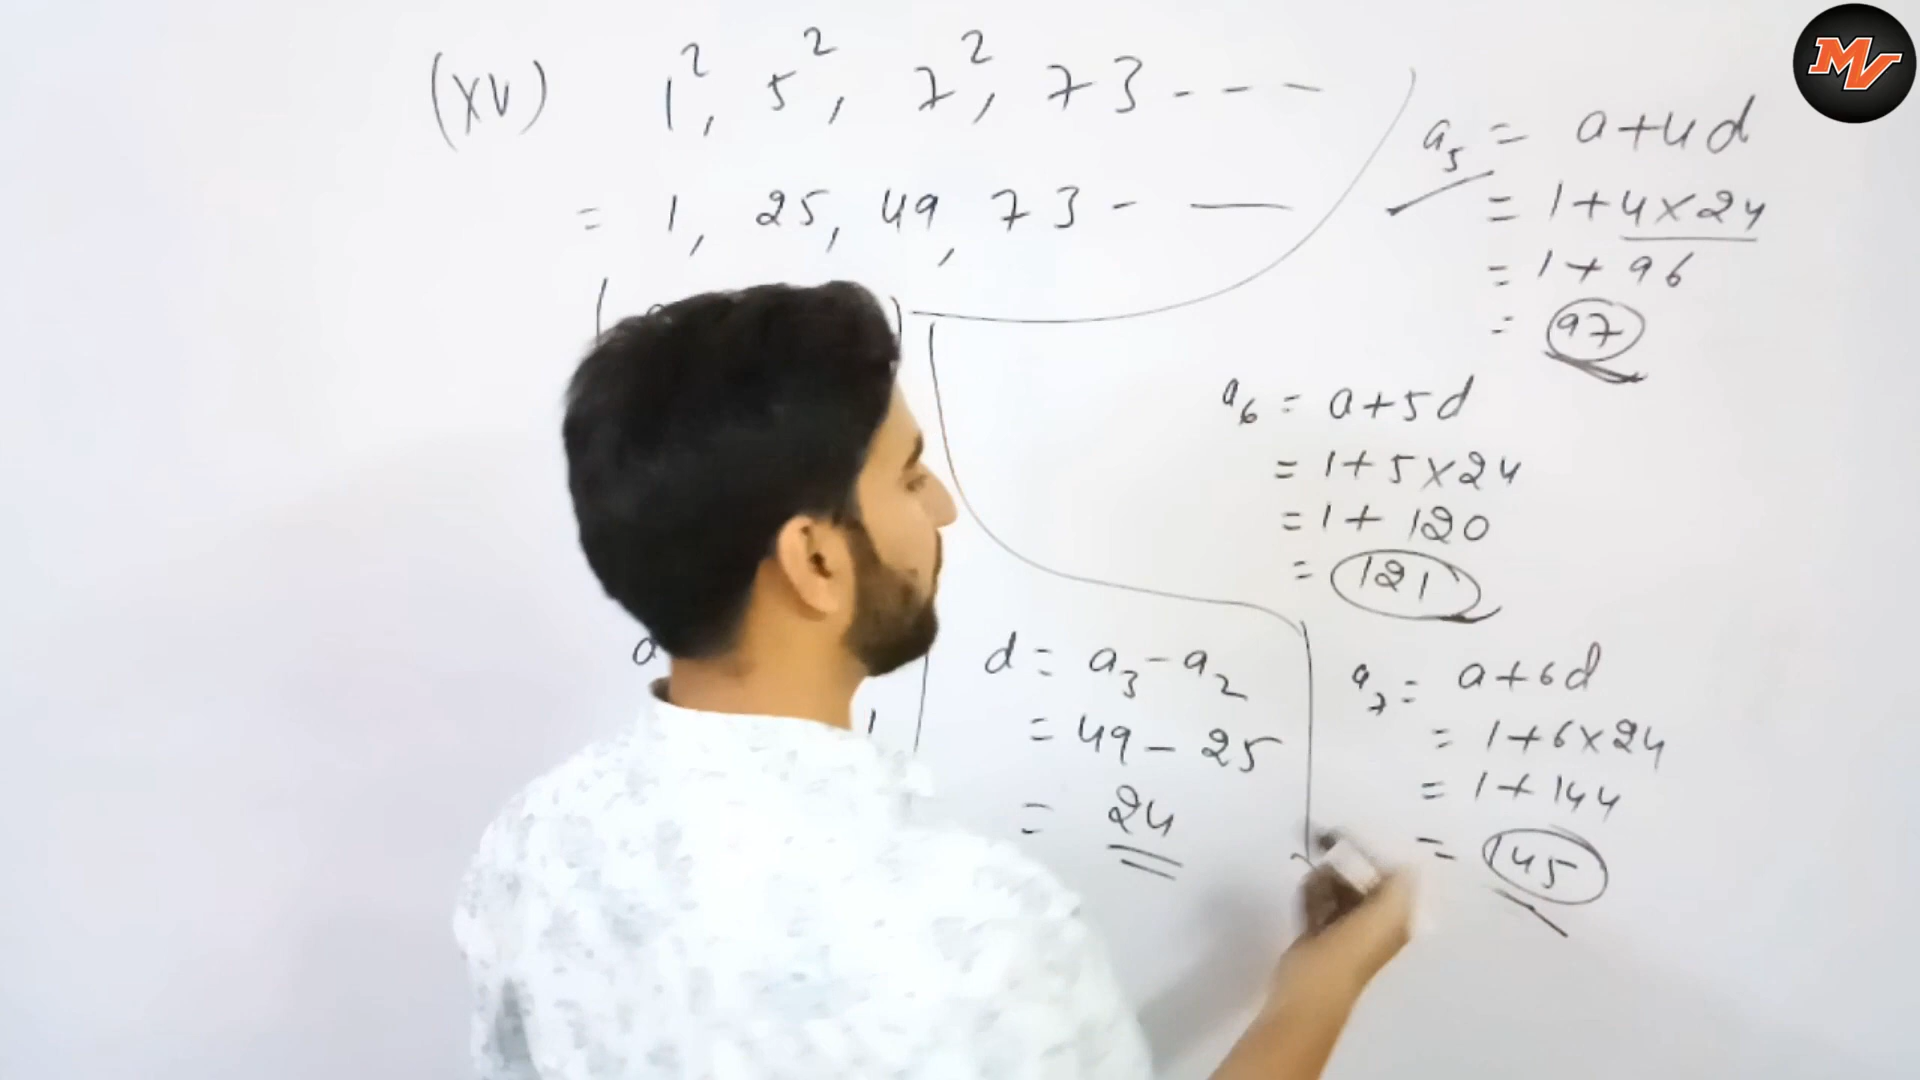 (XV) 1², 5², 7², 73 - - -
= 1, 25, 49, 73 - —
d = a₃ - a₂
= 49 - 25
= 24
a₅ = a+4d
= 1+4×24
= 1+96
= 97
a₆ = a+5d
= 1+5×24
= 1+120
= 121
a₇ = a+6d
= 1+6×24
= 1+144
= 145
MV